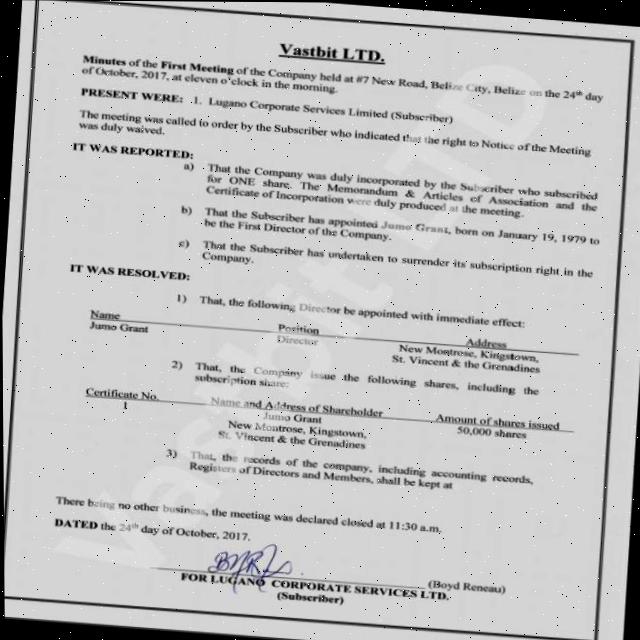 Vastbit LTD.
Minutes of the First Meeting of the Company held at #7 New Road, Belize City, Belize on the 24th day
of October, 2017, at eleven o'clock in the morning.
PRESENT WERE: .1. Lugano Corporate Services Limited (Subscriber)
The meeting was called to order by the Subscriber who indicated that the right to Notice of the Meeting
was duly waived.
IT WAS REPORTED:
a) That the Company was duly incorporated by the Subscriber who subscribed
for ONE share. The Memorandum & Articles of Association and the
Certificate of Incorporation were duly produced at the meeting.
b) That the Subscriber has appointed Jumo Grant, born on January 19, 1979 to
be the First Director of the Company.
c) That the Subscriber has undertaken to surrender its subscription right in the
Company.
IT WAS RESOLVED:
1) That, the following Director be appointed with immediate effect:
Name Position Address
Jumo Grant Director New Montrose, Kingstown,
St. Vincent & the Grenadines
2) That, the Company issue the following shares, including the
subscription share:
Certificate No. Name and Address of Shareholder Amount of shares issued
1 Jumo Grant 50,000 shares
New Montrose, Kingstown,
St. Vincent & the Grenadines
3) That, the records of the company, including accounting records,
Registers of Directors and Members, shall be kept at
There being no other business, the meeting was declared closed at 11:30 a.m.
DATED the 24th day of October, 2017.
(Boyd Reneau)
FOR LUGANO CORPORATE SERVICES LTD.
(Subscriber)
Vastbit LTD